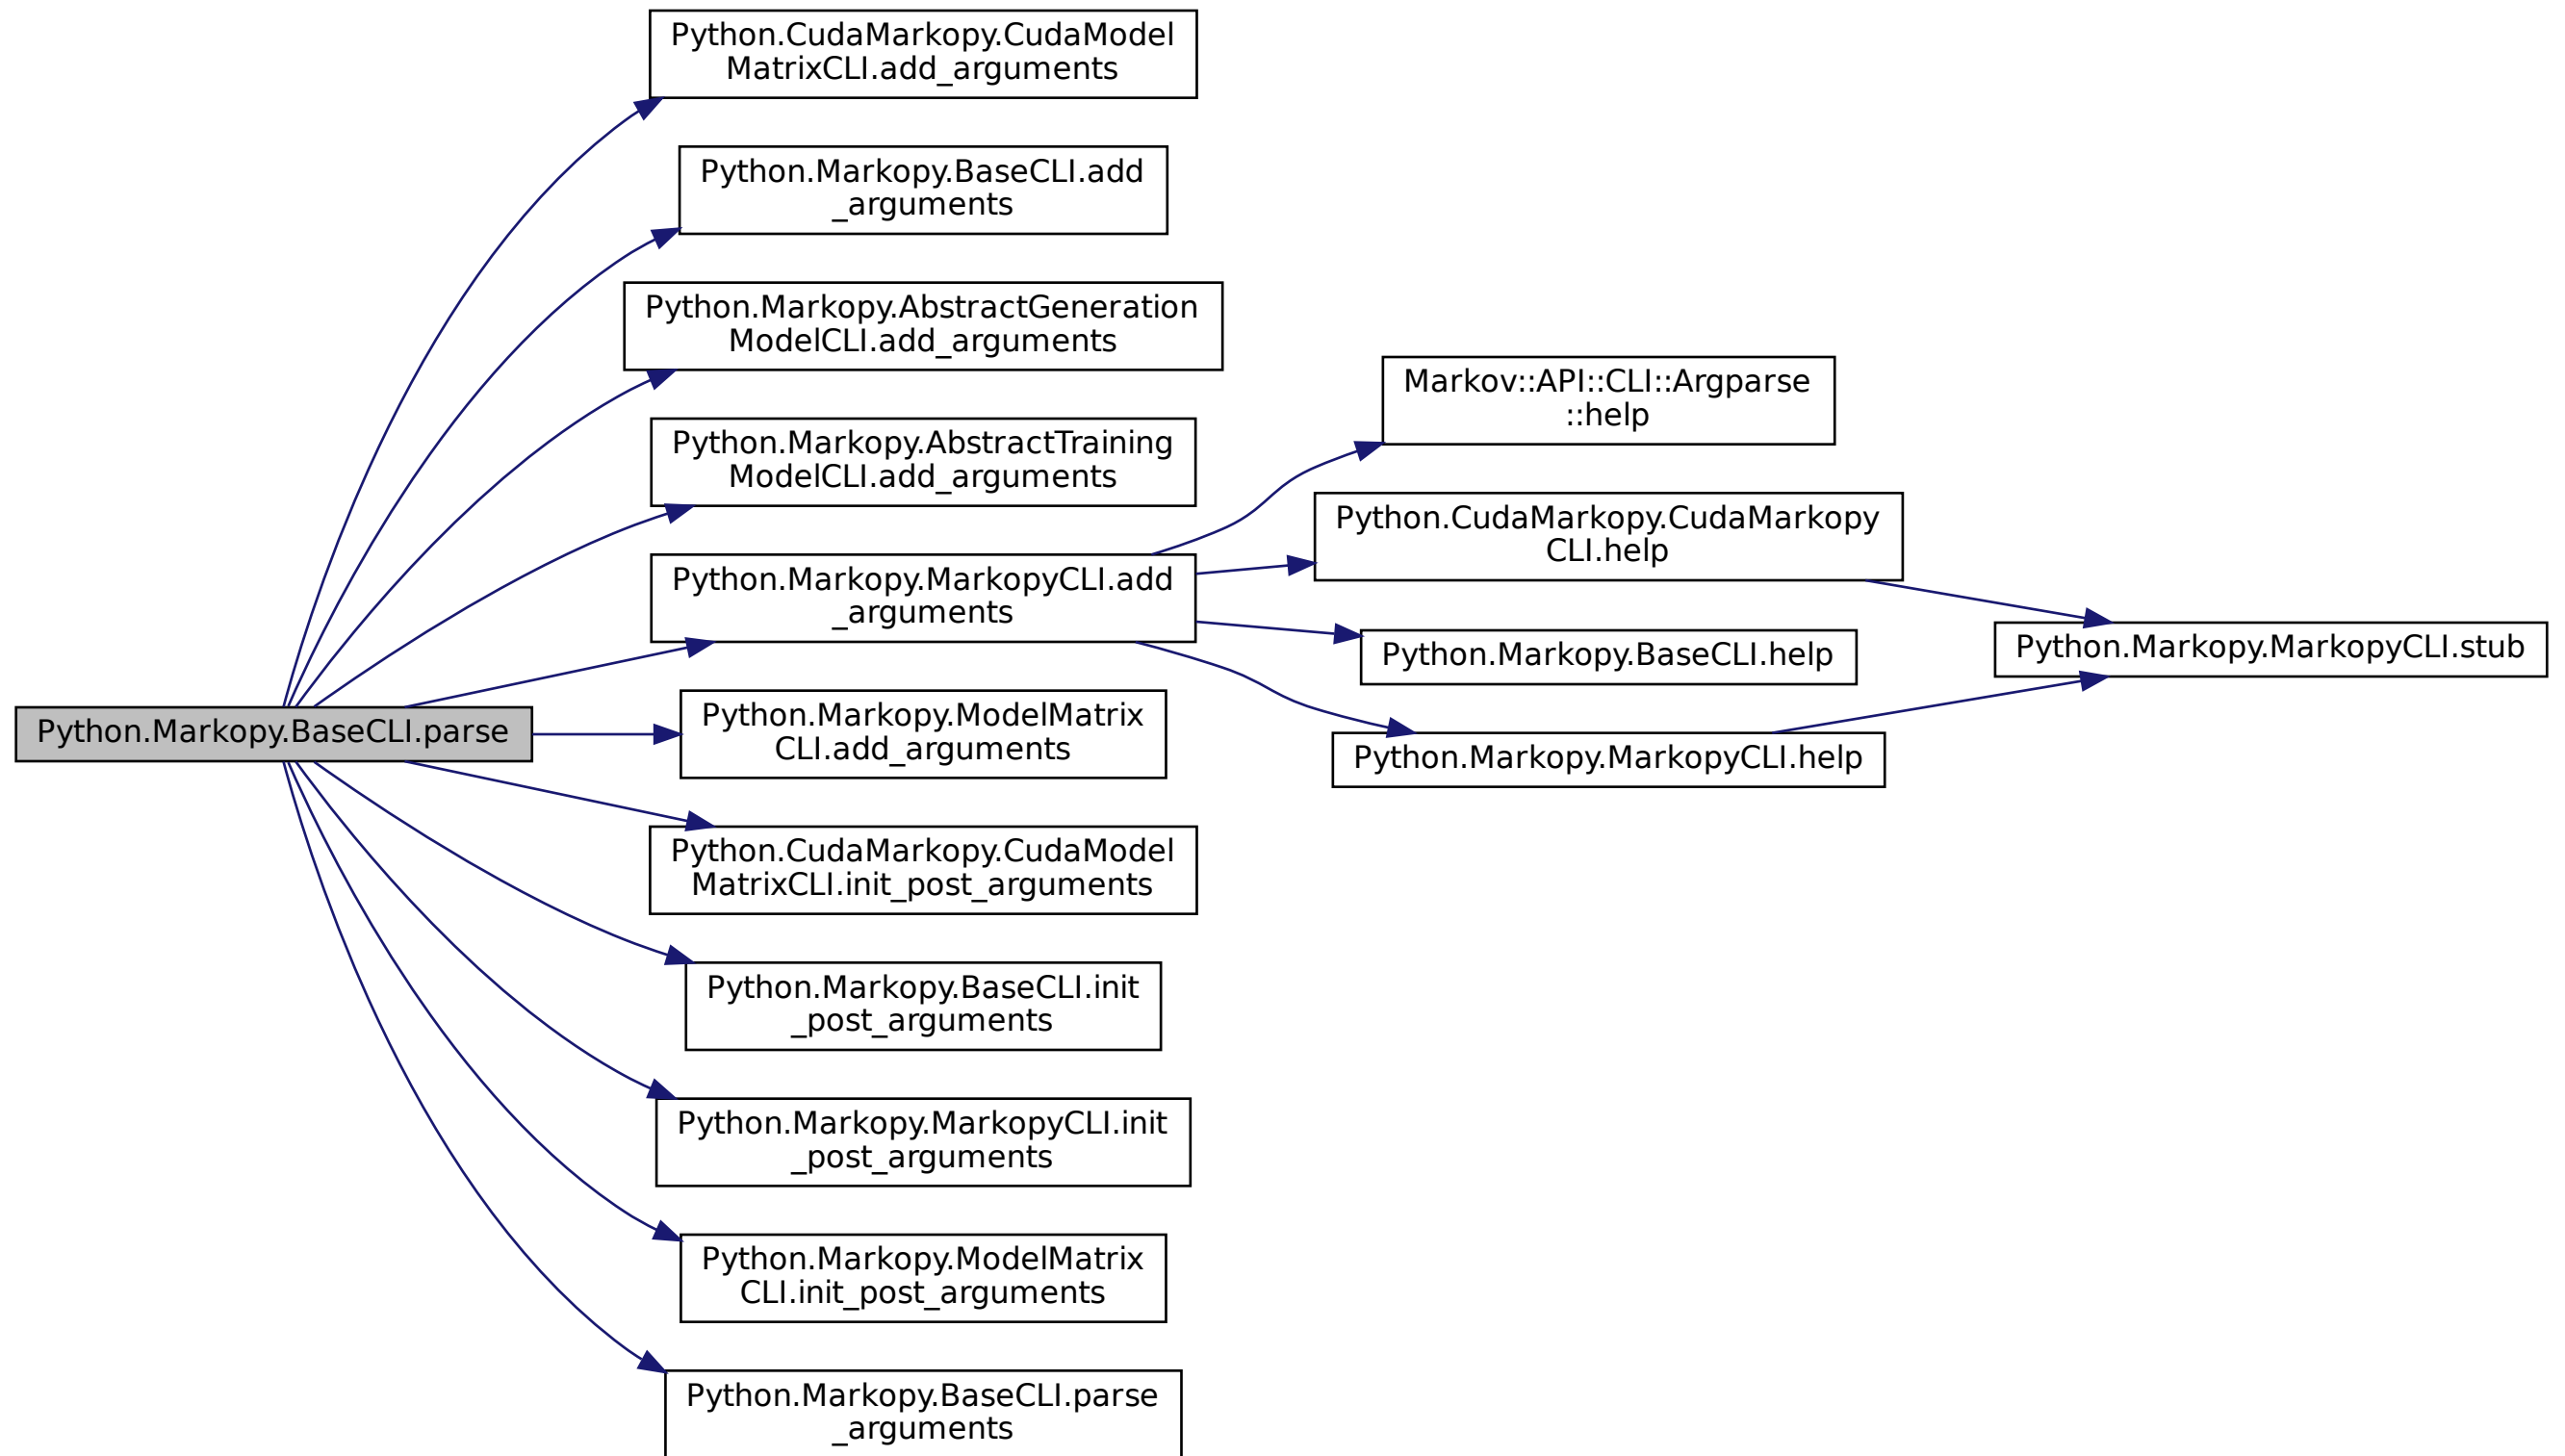 Python.CudaMarkopy.CudaModel
MatrixCLI.add_arguments
Python.Markopy.BaseCLI.add
_arguments
Python.Markopy.AbstractGeneration
ModelCLI.add_arguments
Python.Markopy.AbstractTraining
ModelCLI.add_arguments
Python.Markopy.MarkopyCLI.add
_arguments
Python.Markopy.ModelMatrix
CLI.add_arguments
Python.Markopy.BaseCLI.parse
Python.CudaMarkopy.CudaModel
MatrixCLI.init_post_arguments
Python.Markopy.BaseCLI.init
_post_arguments
Python.Markopy.MarkopyCLI.init
_post_arguments
Python.Markopy.ModelMatrix
CLI.init_post_arguments
Python.Markopy.BaseCLI.parse
_arguments
Markov::API::CLI::Argparse
::help
Python.CudaMarkopy.CudaMarkopy
CLI.help
Python.Markopy.BaseCLI.help
Python.Markopy.MarkopyCLI.help
Python.Markopy.MarkopyCLI.stub